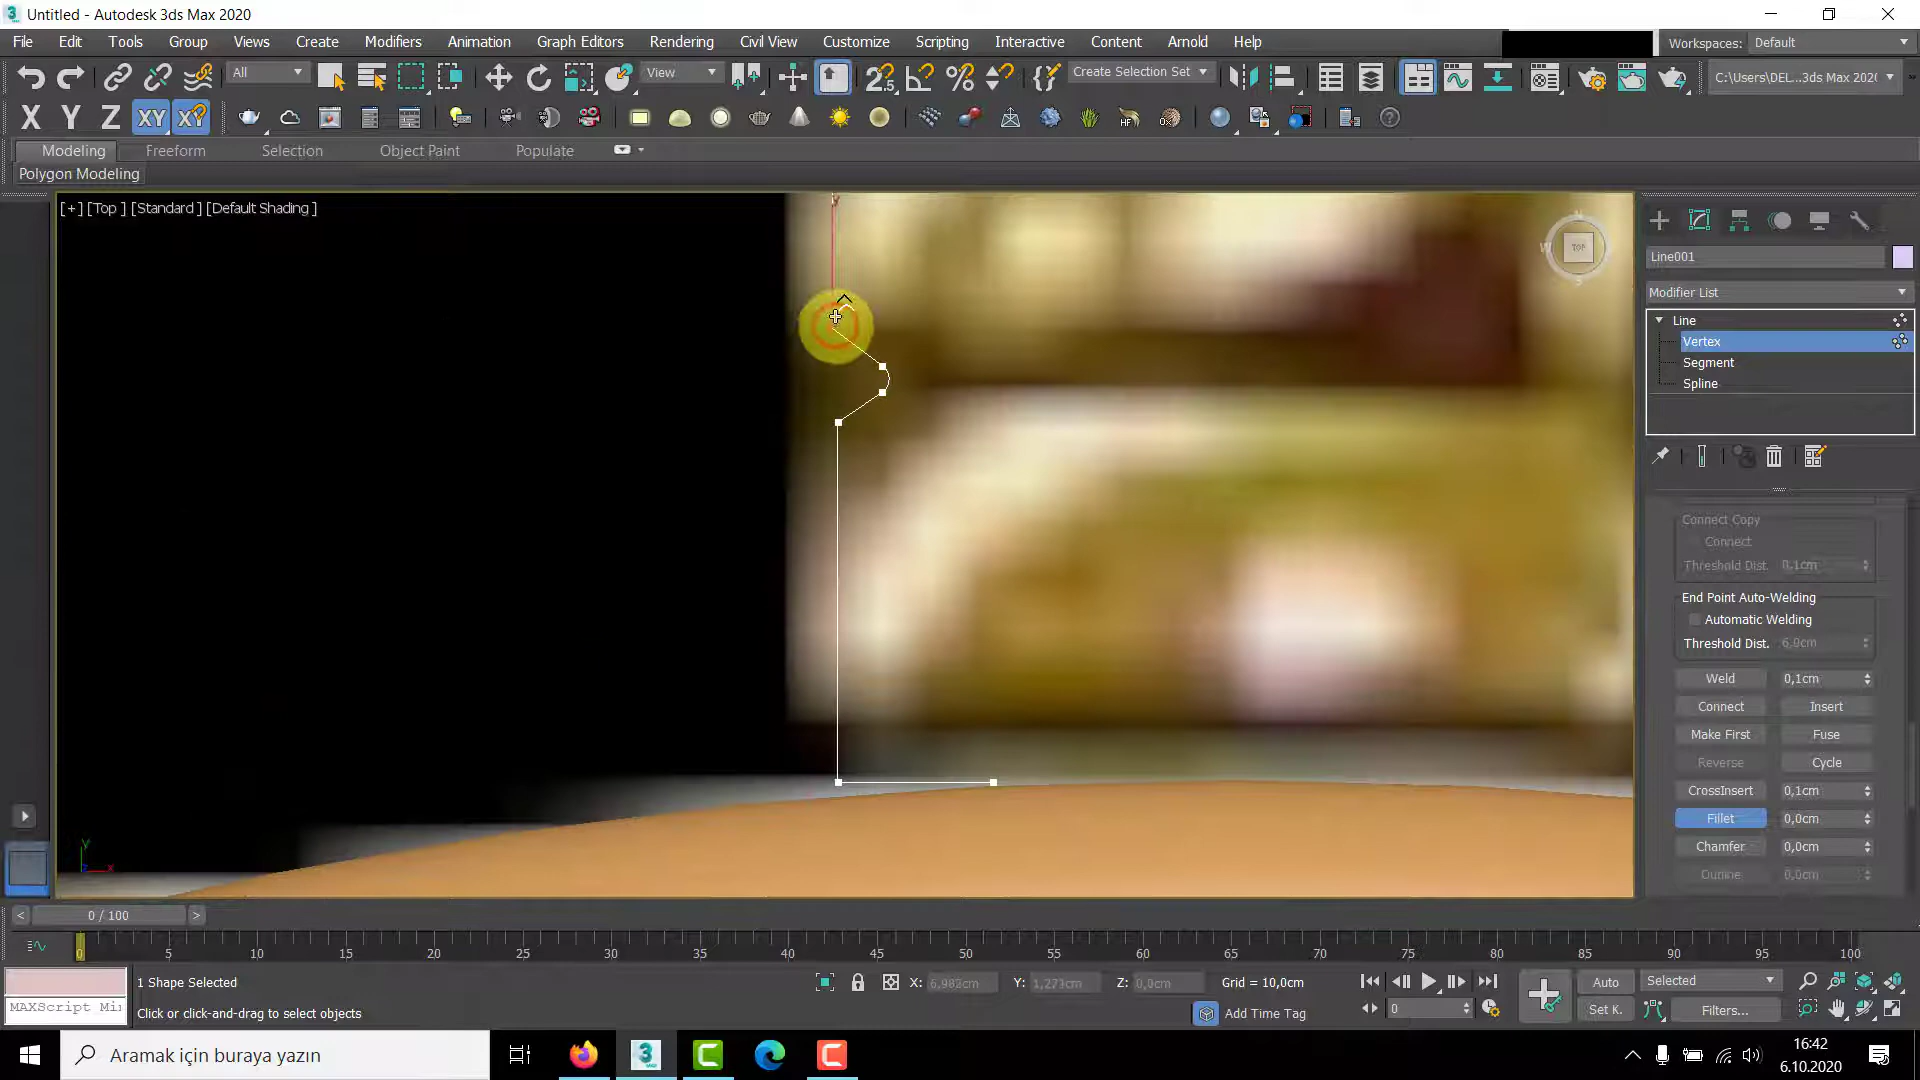 Untitled - Autodesk 3ds Max 2020
File Edit Tools Group Views Create Modifiers Animation Graph Editors Rendering Civil View Customize Scripting Interactive Content Arnold Help
Workspaces: Default
All View Create Selection Set C:\Users\DEL...3ds Max 2020
X Y Z XY
Modeling Freeform Selection Object Paint Populate
Polygon Modeling
[+] [Top ] [Standard ] [Default Shading ]
TOP
Line001
Modifier List
Line
Vertex
Segment
Spline
Connect Copy
Connect
Threshold Dist. 0,1cm
End Point Auto-Welding
Automatic Welding
Threshold Dist. 6,0cm
Weld 0,1cm
Connect Insert
Make First Fuse
Reverse Cycle
CrossInsert 0,1cm
Fillet 0,0cm
Chamfer 0,0cm
Outline 0,0cm
< 0 / 100 >
0 5 10 15 20 25 30 35 40 45 50 55 60 65 70 75 80 85 90 95 100
1 Shape Selected
X: 6,982cm Y: 1,273cm Z: 0,0cm Grid = 10,0cm
Auto Selected
MAXScript Mi
Click or click-and-drag to select objects
Add Time Tag
0
Set K. Filters...
Aramak için buraya yazın
16:42
6.10.2020